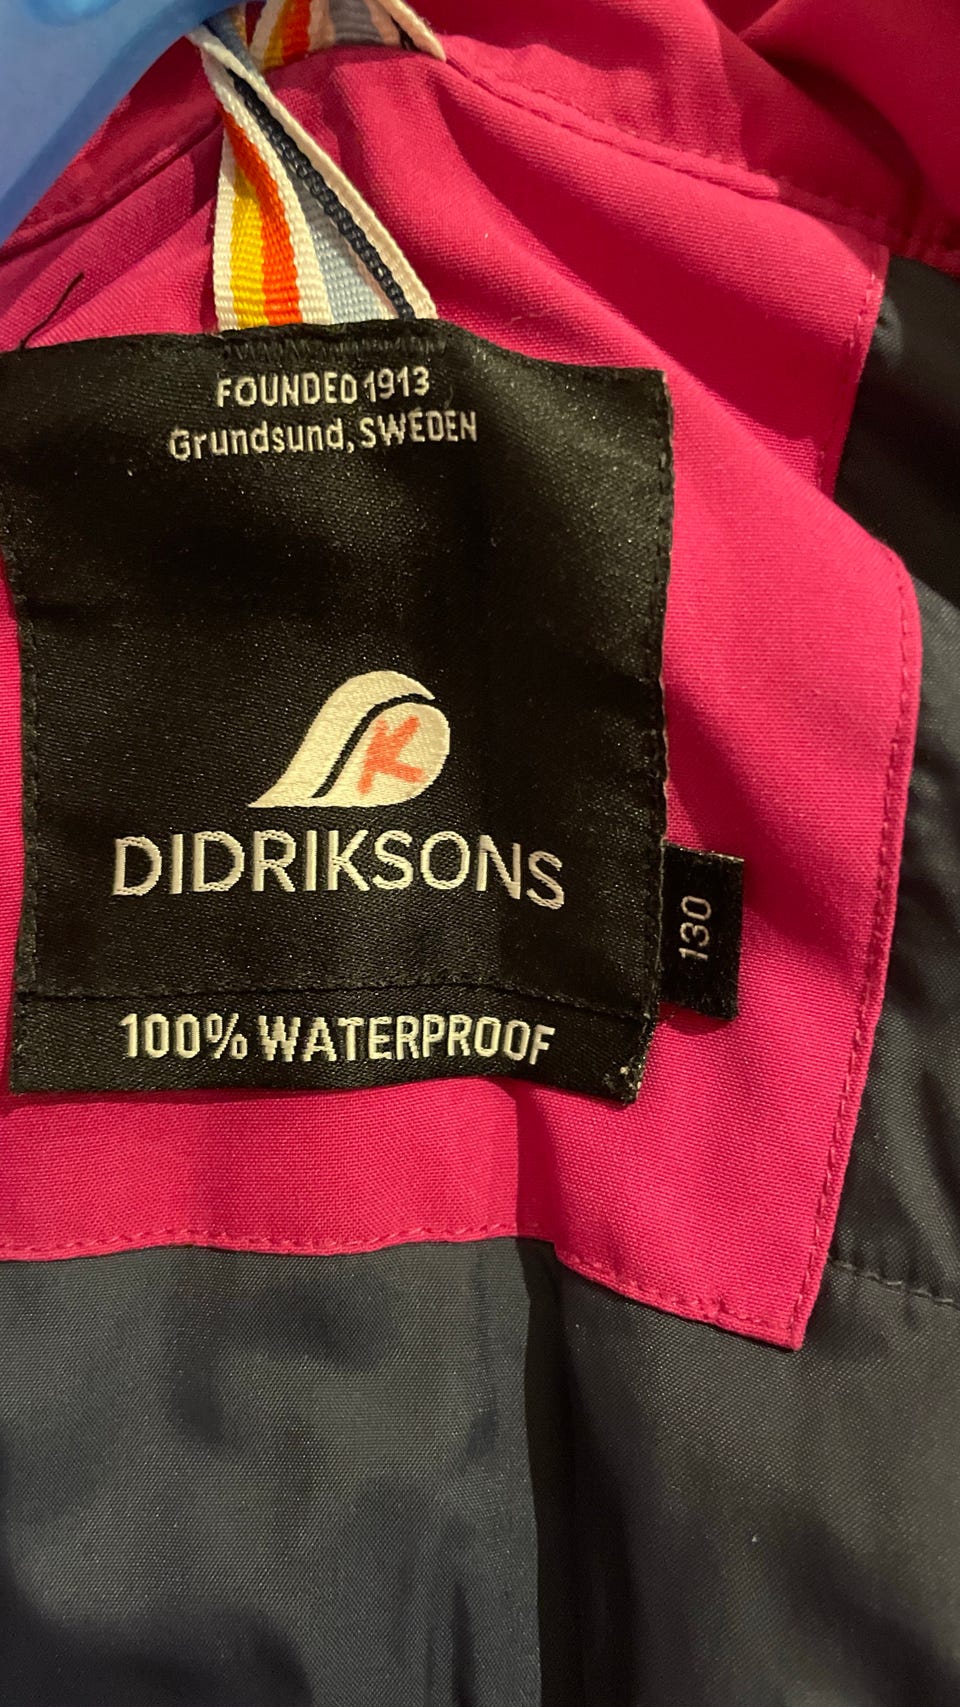 FOUNDED 1913
Grundsund, SWEDEN
K
DIDRIKSONS
130
100% WATERPROOF